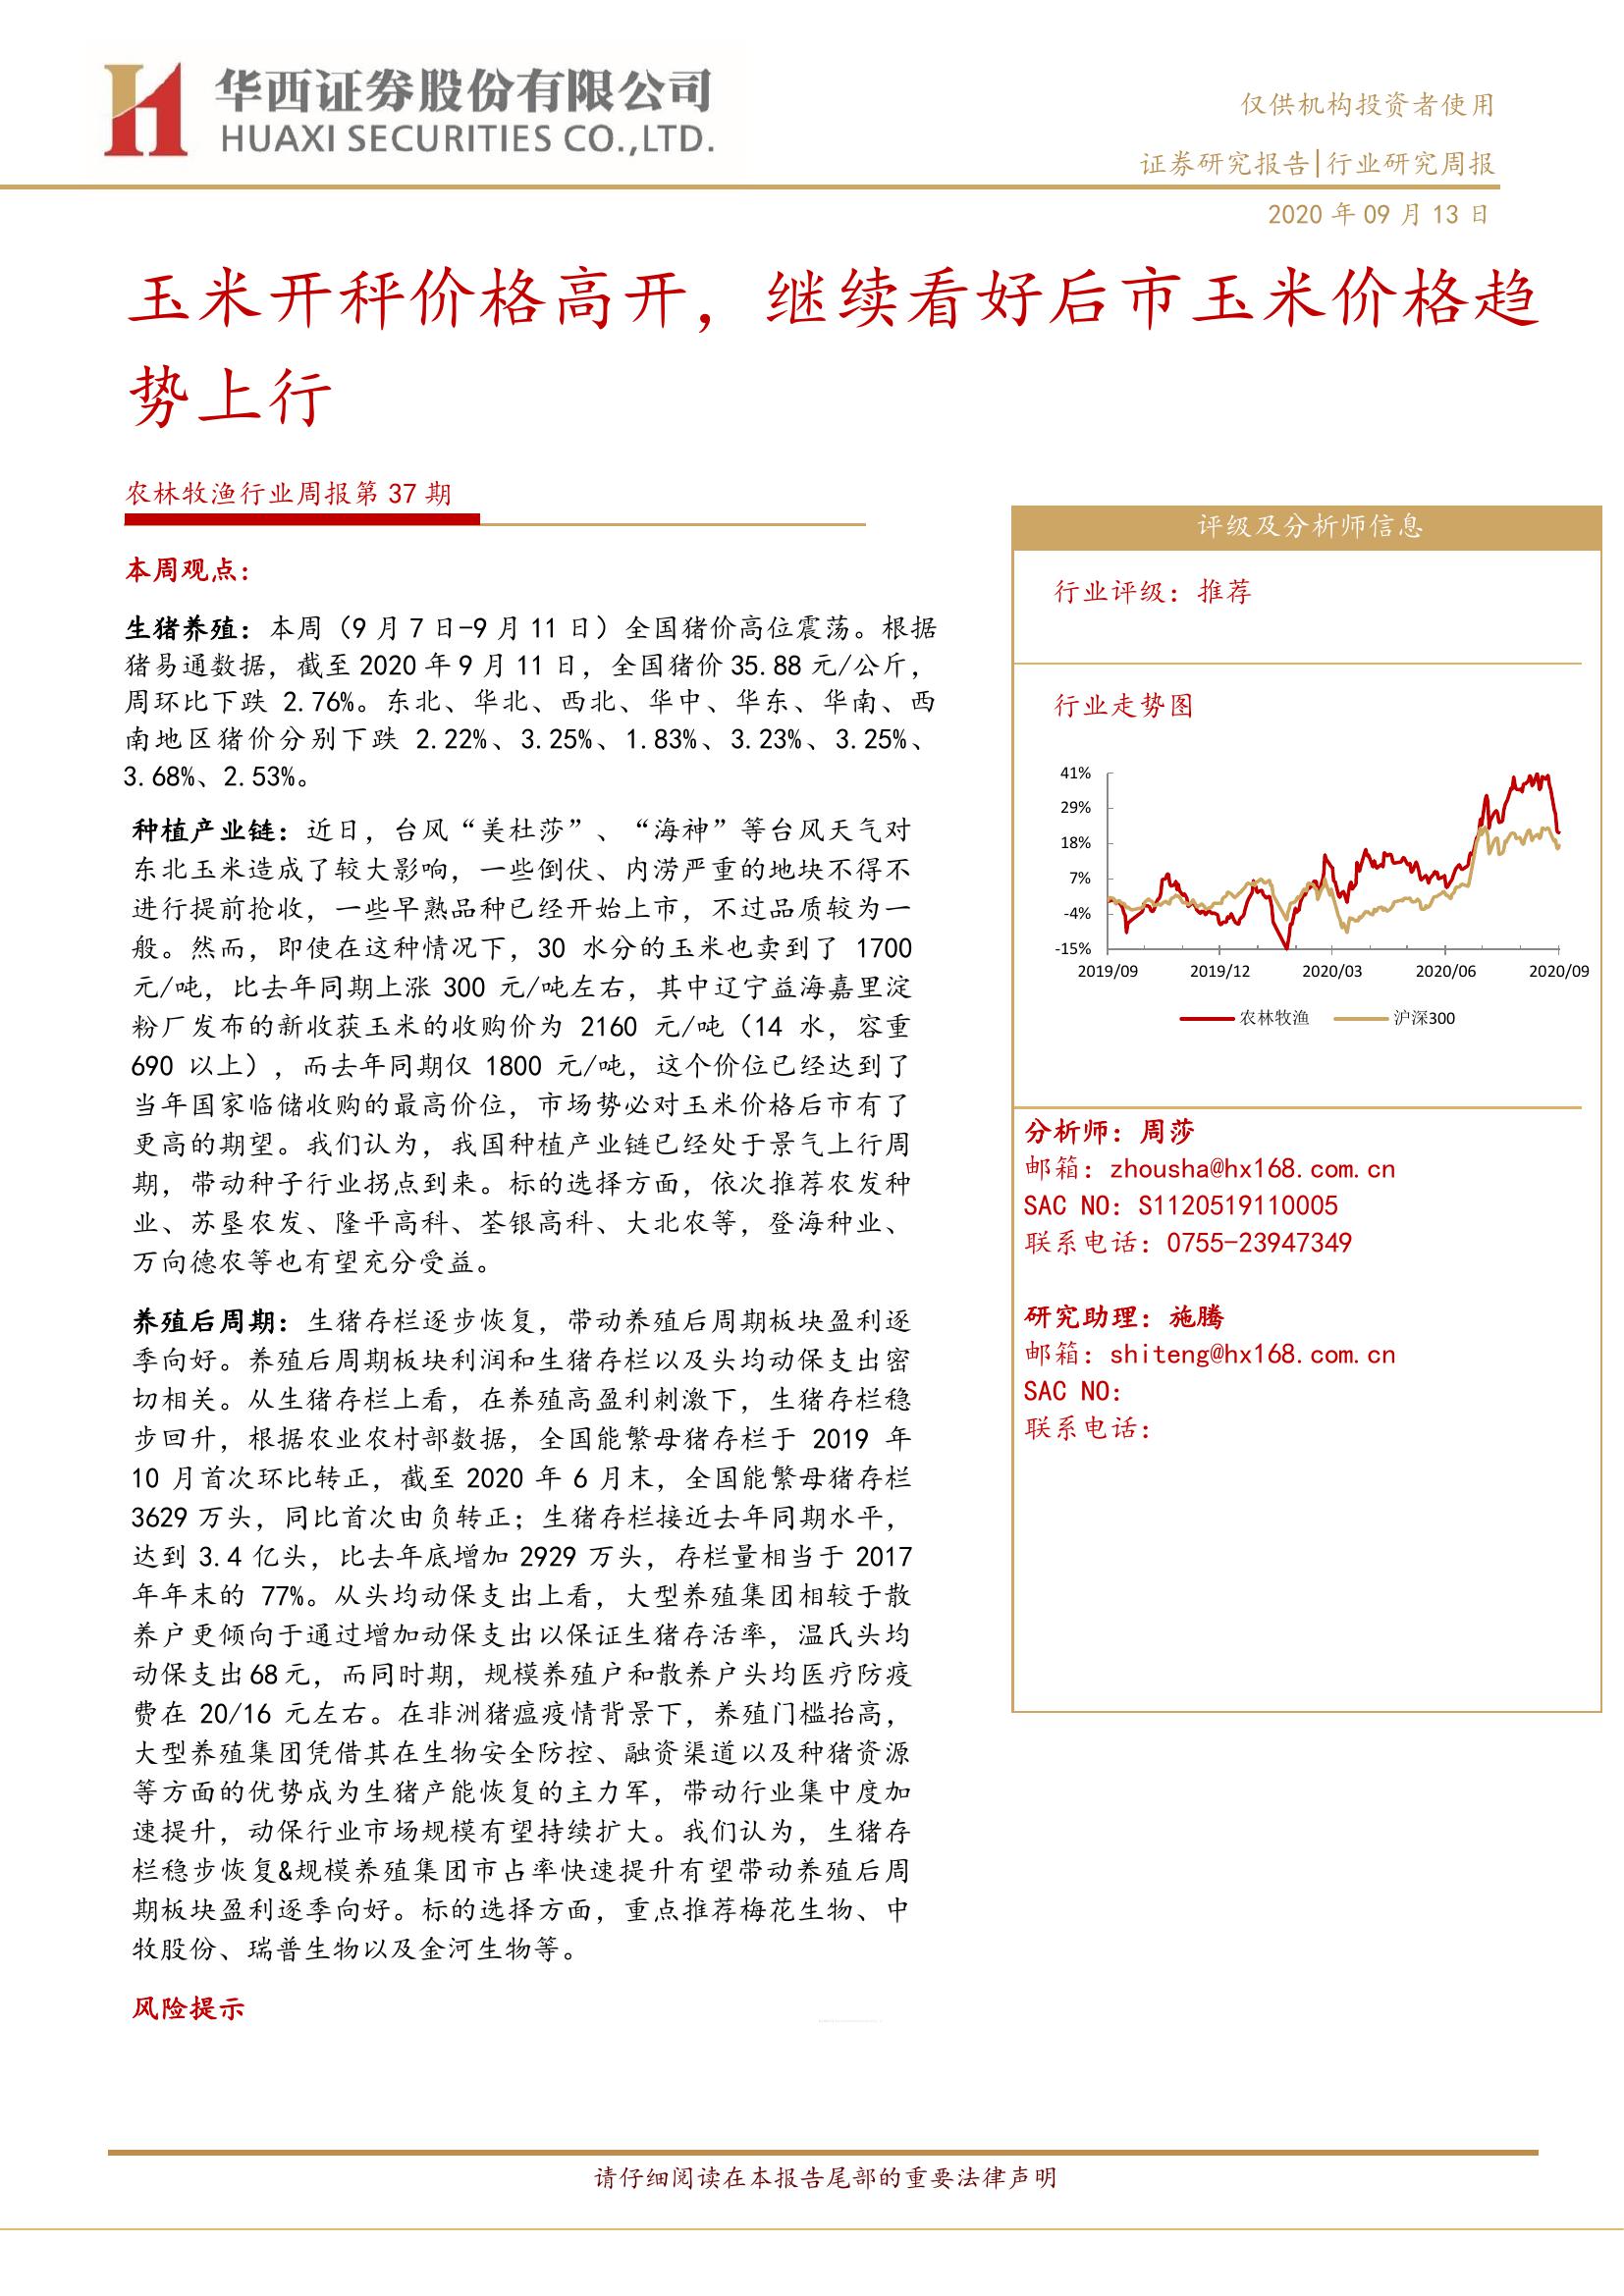 华西证券股份有限公司
HUAXI SECURITIES CO.,LTD.
仅供机构投资者使用
证券研究报告|行业研究周报
2020 年 09 月 13 日
玉米开秤价格高开，继续看好后市玉米价格趋
势上行
农林牧渔行业周报第 37 期
本周观点：
生猪养殖：本周（9 月 7 日-9 月 11 日）全国猪价高位震荡。根据
猪易通数据，截至 2020 年 9 月 11 日，全国猪价 35.88 元/公斤，
周环比下跌 2.76%。东北、华北、西北、华中、华东、华南、西
南地区猪价分别下跌 2.22%、3.25%、1.83%、3.23%、3.25%、
3.68%、2.53%。
种植产业链：近日，台风“美杜莎”、“海神”等台风天气对
东北玉米造成了较大影响，一些倒伏、内涝严重的地块不得不
进行提前抢收，一些早熟品种已经开始上市，不过品质较为一
般。然而，即使在这种情况下，30 水分的玉米也卖到了 1700
元/吨，比去年同期上涨 300 元/吨左右，其中辽宁益海嘉里淀
粉厂发布的新收获玉米的收购价为 2160 元/吨（14 水，容重
690 以上），而去年同期仅 1800 元/吨，这个价位已经达到了
当年国家临储收购的最高价位，市场势必对玉米价格后市有了
更高的期望。我们认为，我国种植产业链已经处于景气上行周
期，带动种子行业拐点到来。标的选择方面，依次推荐农发种
业、苏垦农发、隆平高科、荃银高科、大北农等，登海种业、
万向德农等也有望充分受益。
养殖后周期：生猪存栏逐步恢复，带动养殖后周期板块盈利逐
季向好。养殖后周期板块利润和生猪存栏以及头均动保支出密
切相关。从生猪存栏上看，在养殖高盈利刺激下，生猪存栏稳
步回升，根据农业农村部数据，全国能繁母猪存栏于 2019 年
10 月首次环比转正，截至 2020 年 6 月末，全国能繁母猪存栏
3629 万头，同比首次由负转正；生猪存栏接近去年同期水平，
达到 3.4 亿头，比去年底增加 2929 万头，存栏量相当于 2017
年年末的 77%。从头均动保支出上看，大型养殖集团相较于散
养户更倾向于通过增加动保支出以保证生猪存活率，温氏头均
动保支出 68 元，而同时期，规模养殖户和散养户头均医疗防疫
费在 20/16 元左右。在非洲猪瘟疫情背景下，养殖门槛抬高，
大型养殖集团凭借其在生物安全防控、融资渠道以及种猪资源
等方面的优势成为生猪产能恢复的主力军，带动行业集中度加
速提升，动保行业市场规模有望持续扩大。我们认为，生猪存
栏稳步恢复&规模养殖集团市占率快速提升有望带动养殖后周
期板块盈利逐季向好。标的选择方面，重点推荐梅花生物、中
牧股份、瑞普生物以及金河生物等。
风险提示
评级及分析师信息
行业评级：推荐
行业走势图
41%
29%
18%
7%
-4%
-15%
2019/09 2019/12 2020/03 2020/06 2020/09
农林牧渔 沪深300
分析师：周莎
邮箱：zhousha@hx168.com.cn
SAC NO：S1120519110005
联系电话：0755-23947349
研究助理：施腾
邮箱：shiteng@hx168.com.cn
SAC NO：
联系电话：
请仔细阅读在本报告尾部的重要法律声明